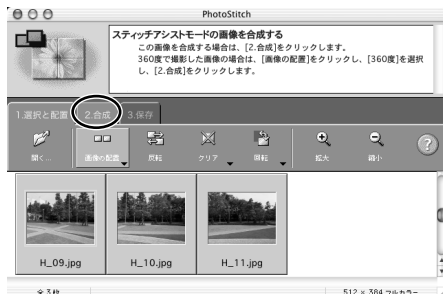 PhotoStitch
スティッチアシストモードの画像を合成する
この画像を合成する場合は、[2.合成]をクリックします。
360度で撮影した画像の場合は、[画像の配置]をクリックし、[360度]を選択
し、[2.合成]をクリックします。
1.選択と配置 2.合成 3.保存
開く... 画像の配置 反転 クリア 回転 拡大 縮小 ?
H_09.jpg H_10.jpg H_11.jpg
全3枚 512 × 384 フルカラー